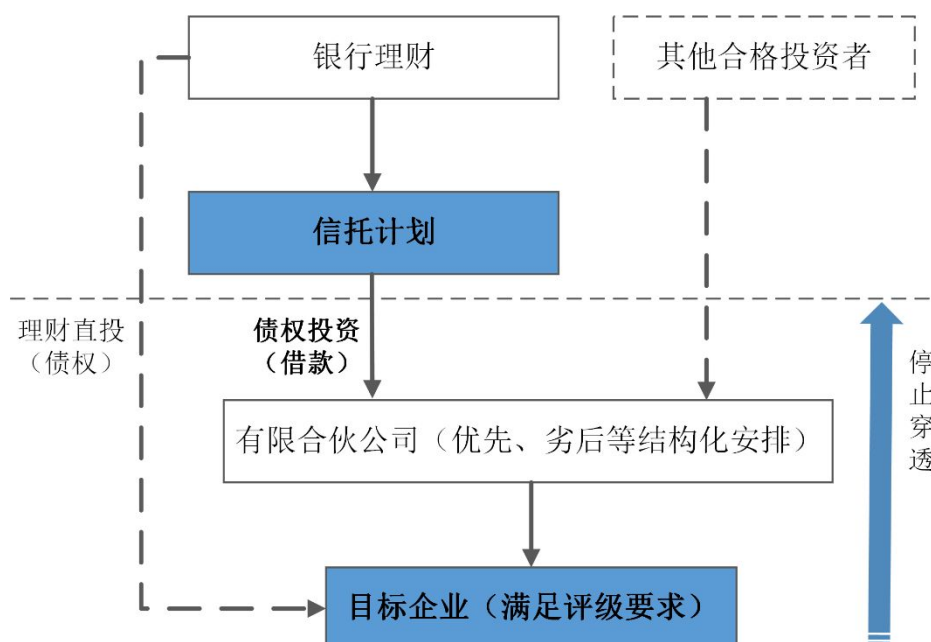 银行理财
其他合格投资者
信托计划
理财直投
（债权）
债权投资
（借款）
停
止
穿
透
有限合伙公司（优先、劣后等结构化安排）
目标企业（满足评级要求）